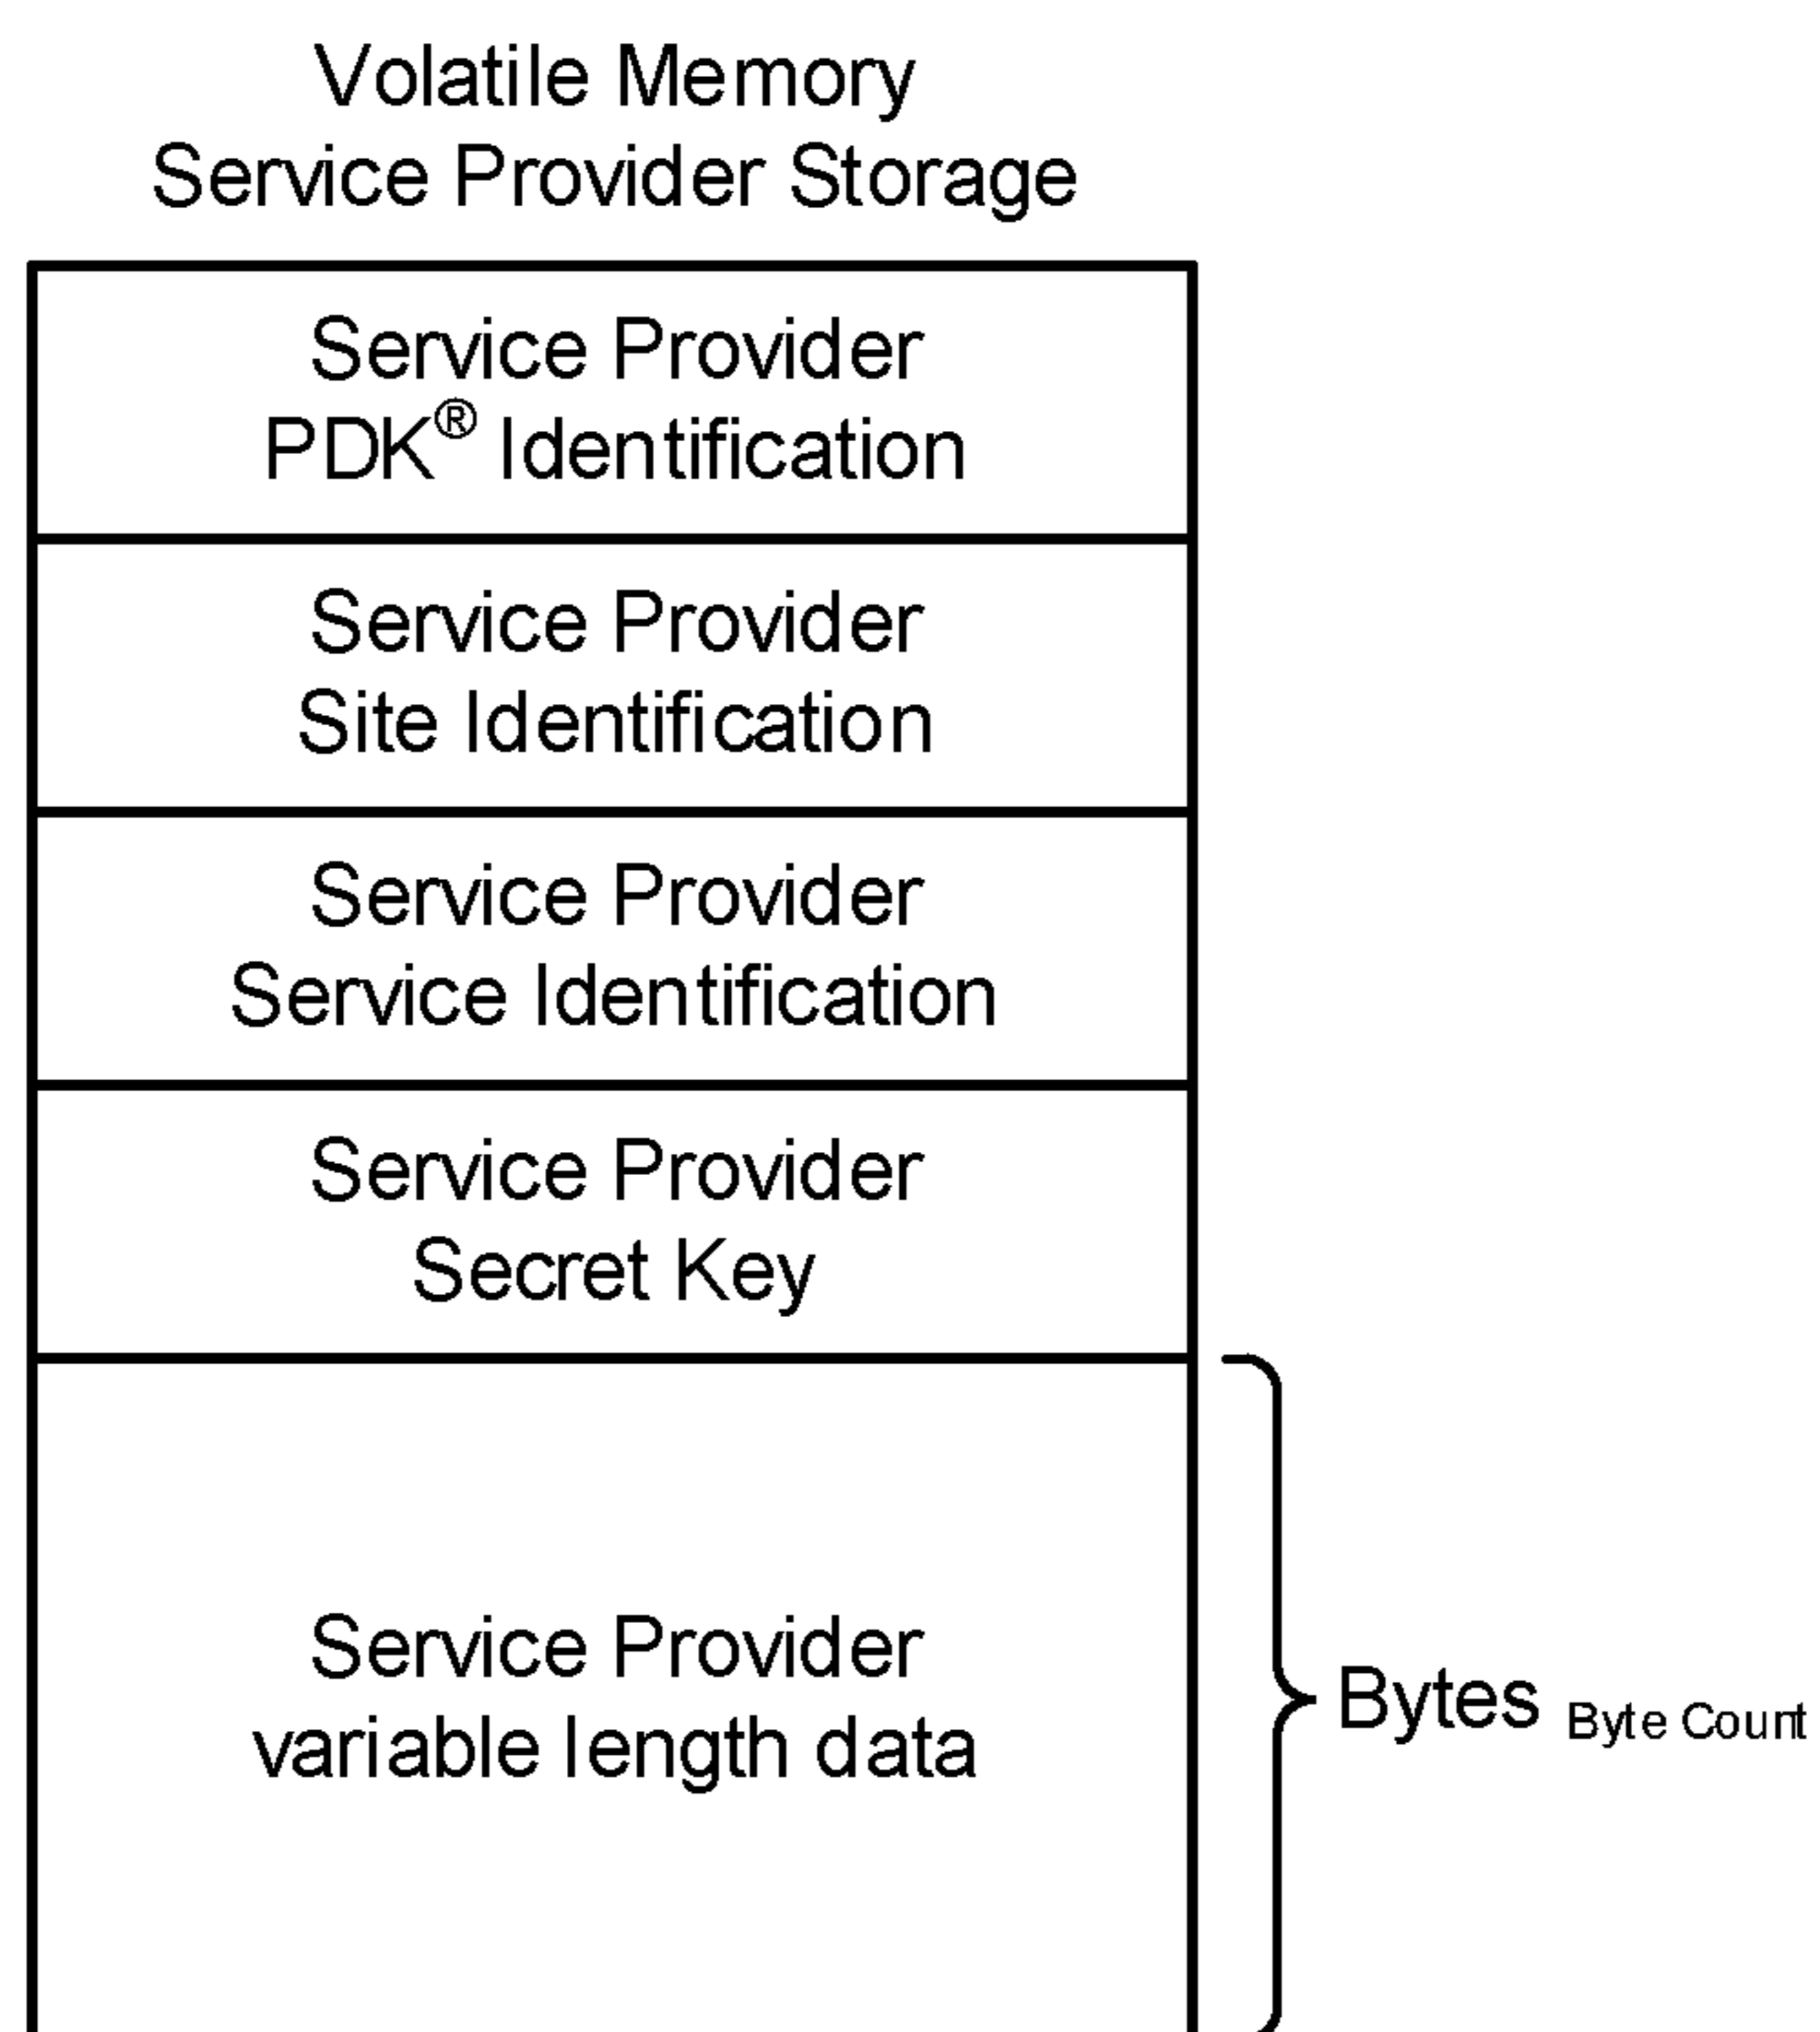 Volatile Memory
Service Provider Storage
Service Provider
PDK® Identification
Service Provider
Site Identification
Service Provider
Service Identification
Service Provider
Secret Key
Service Provider
variable length data
Bytes Byte Count